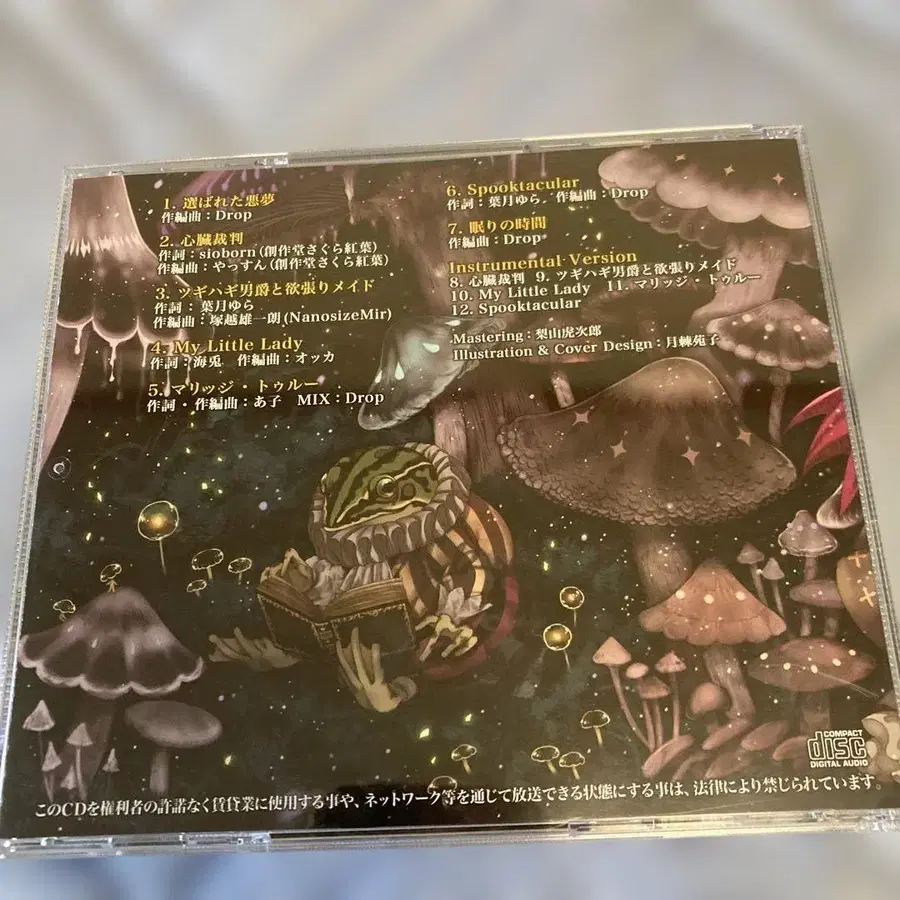 1. 選ばれた悪夢
作編曲：Drop
2. 心臓裁判
作詞：sioborn (創作堂さくら紅葉)
作編曲：やっすん (創作堂さくら紅葉)
3. ツギハギ男爵と欲張りメイド
作詞：葉月ゆら
作編曲：塚越雄一朗 (NanosizeMir)
4. My Little Lady
作詞：海兎　作編曲：オッカ
5. マリッジ・トゥルー
作詞・作編曲：あ子　MIX：Drop
6. Spooktacular
作詞：葉月ゆら　作編曲：Drop
7. 眠りの時間
作編曲：Drop
Instrumental Version
8. 心臓裁判 9. ツギハギ男爵と欲張りメイド
10. My Little Lady　11. マリッジ・トゥルー
12. Spooktacular
Mastering：梨山虎次郎
Illustration & Cover Design：月棘苑子
COMPACT
disc
DIGITAL AUDIO
このCDを権利者の許諾なく賃貸業に使用する事や、ネットワーク等を通じて放送できる状態にする事は、法律により禁じられています。